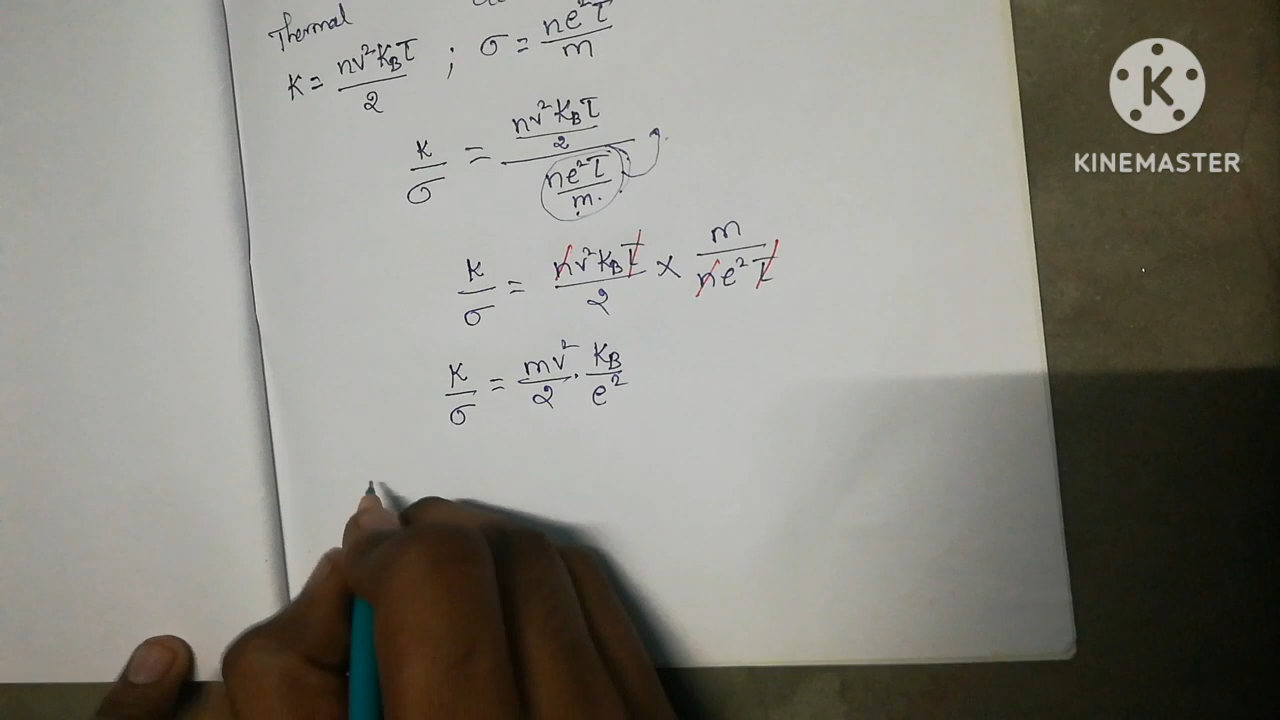 Thermal
K = nv²K_Bτ / 2 ; σ = ne²τ / m
K/σ = (nv²K_Bτ / 2) / (ne²τ / m)
K/σ = nv²K_Bτ / 2 × m / ne²τ
K/σ = mv²/2 · K_B/e²
K
KINEMASTER